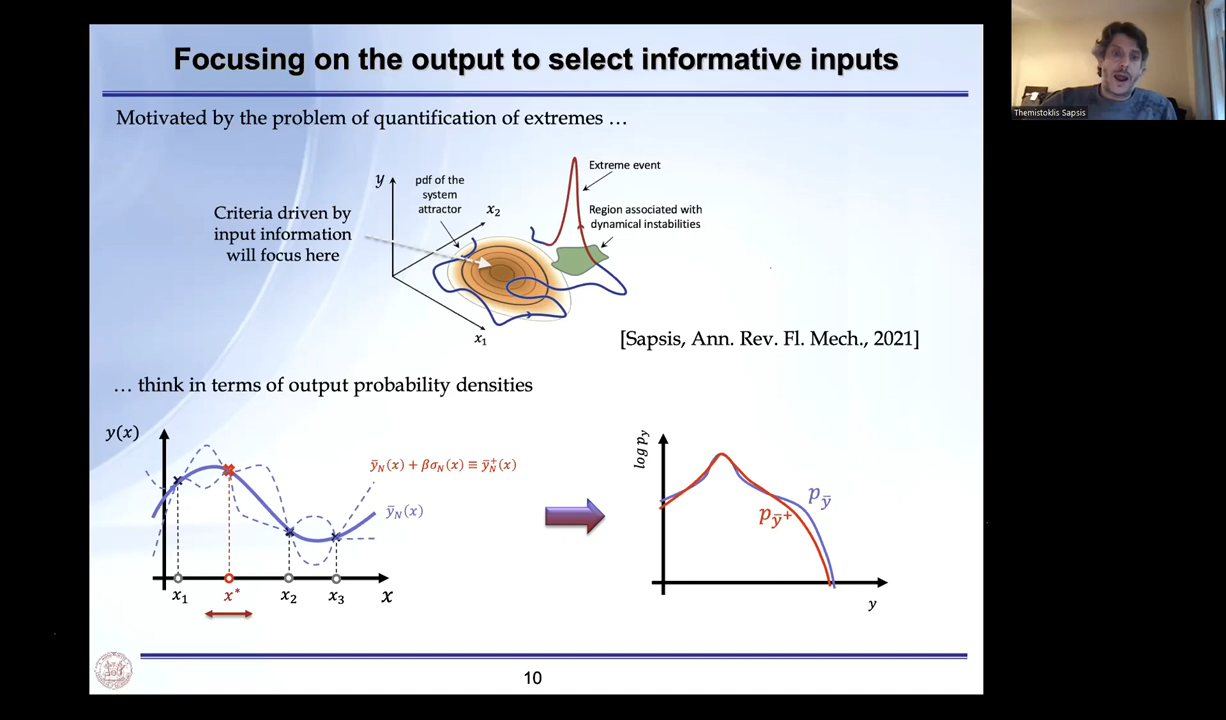 Focusing on the output to select informative inputs
Themistoklis Sapsis
Motivated by the problem of quantification of extremes …
y
pdf of the
system
attractor
x₂
Extreme event
Region associated with
dynamical instabilities
Criteria driven by
input information
will focus here
x₁
[Sapsis, Ann. Rev. Fl. Mech., 2021]
… think in terms of output probability densities
y(x)
ȳ_N(x) + βσ_N(x) ≡ ȳ_N⁺(x)
ȳ_N(x)
x₁ x* x₂ x₃ x
log p_y
p_ȳ
p_ȳ⁺
y
10